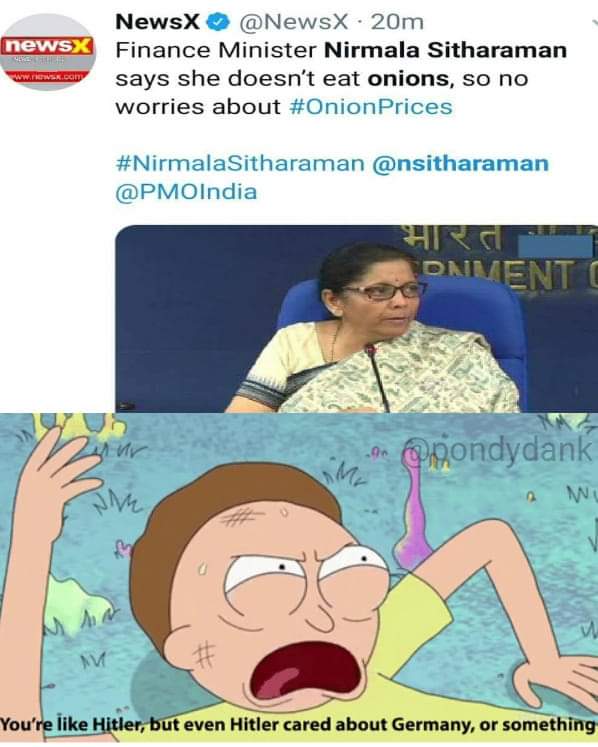 NewsX @NewsX · 20m
newsX
www.newsx.com
Finance Minister Nirmala Sitharaman
says she doesn't eat onions, so no
worries about #OnionPrices
#NirmalaSitharaman @nsitharaman
@PMOIndia
भारत
RNMENT
@pondydank
You're like Hitler, but even Hitler cared about Germany, or something